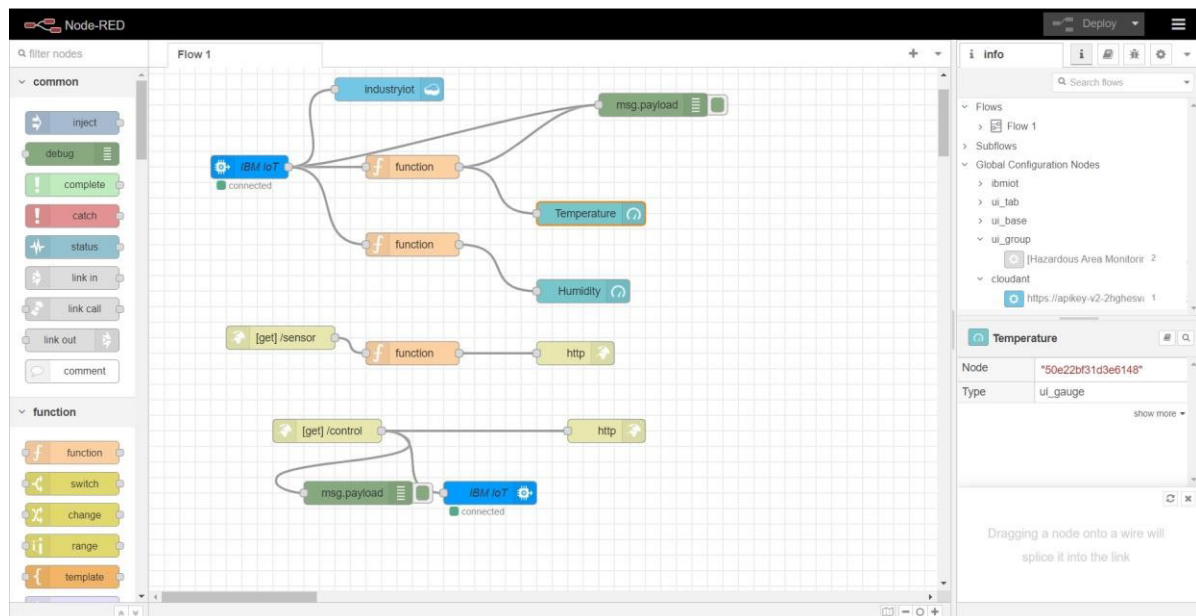 Node-RED
Deploy
filter nodes
common
inject
debug
complete
catch
status
link in
link call
link out
comment
function
function
switch
change
range
template
Flow 1
industryiot
msg.payload
IBM IoT
connected
function
Temperature
function
Humidity
[get] /sensor
function
http
[get] /control
http
msg.payload
IBM IoT
connected
info
Search flows
Flows
Flow 1
Subflows
Global Configuration Nodes
ibmiot
ui_tab
ui_base
ui_group
[Hazardous Area Monitorir 2
cloudant
1
Temperature
Node "50e22bf31d3e6148"
Type ui_gauge
show more
Dragging a node onto a wire will
splice it into the link